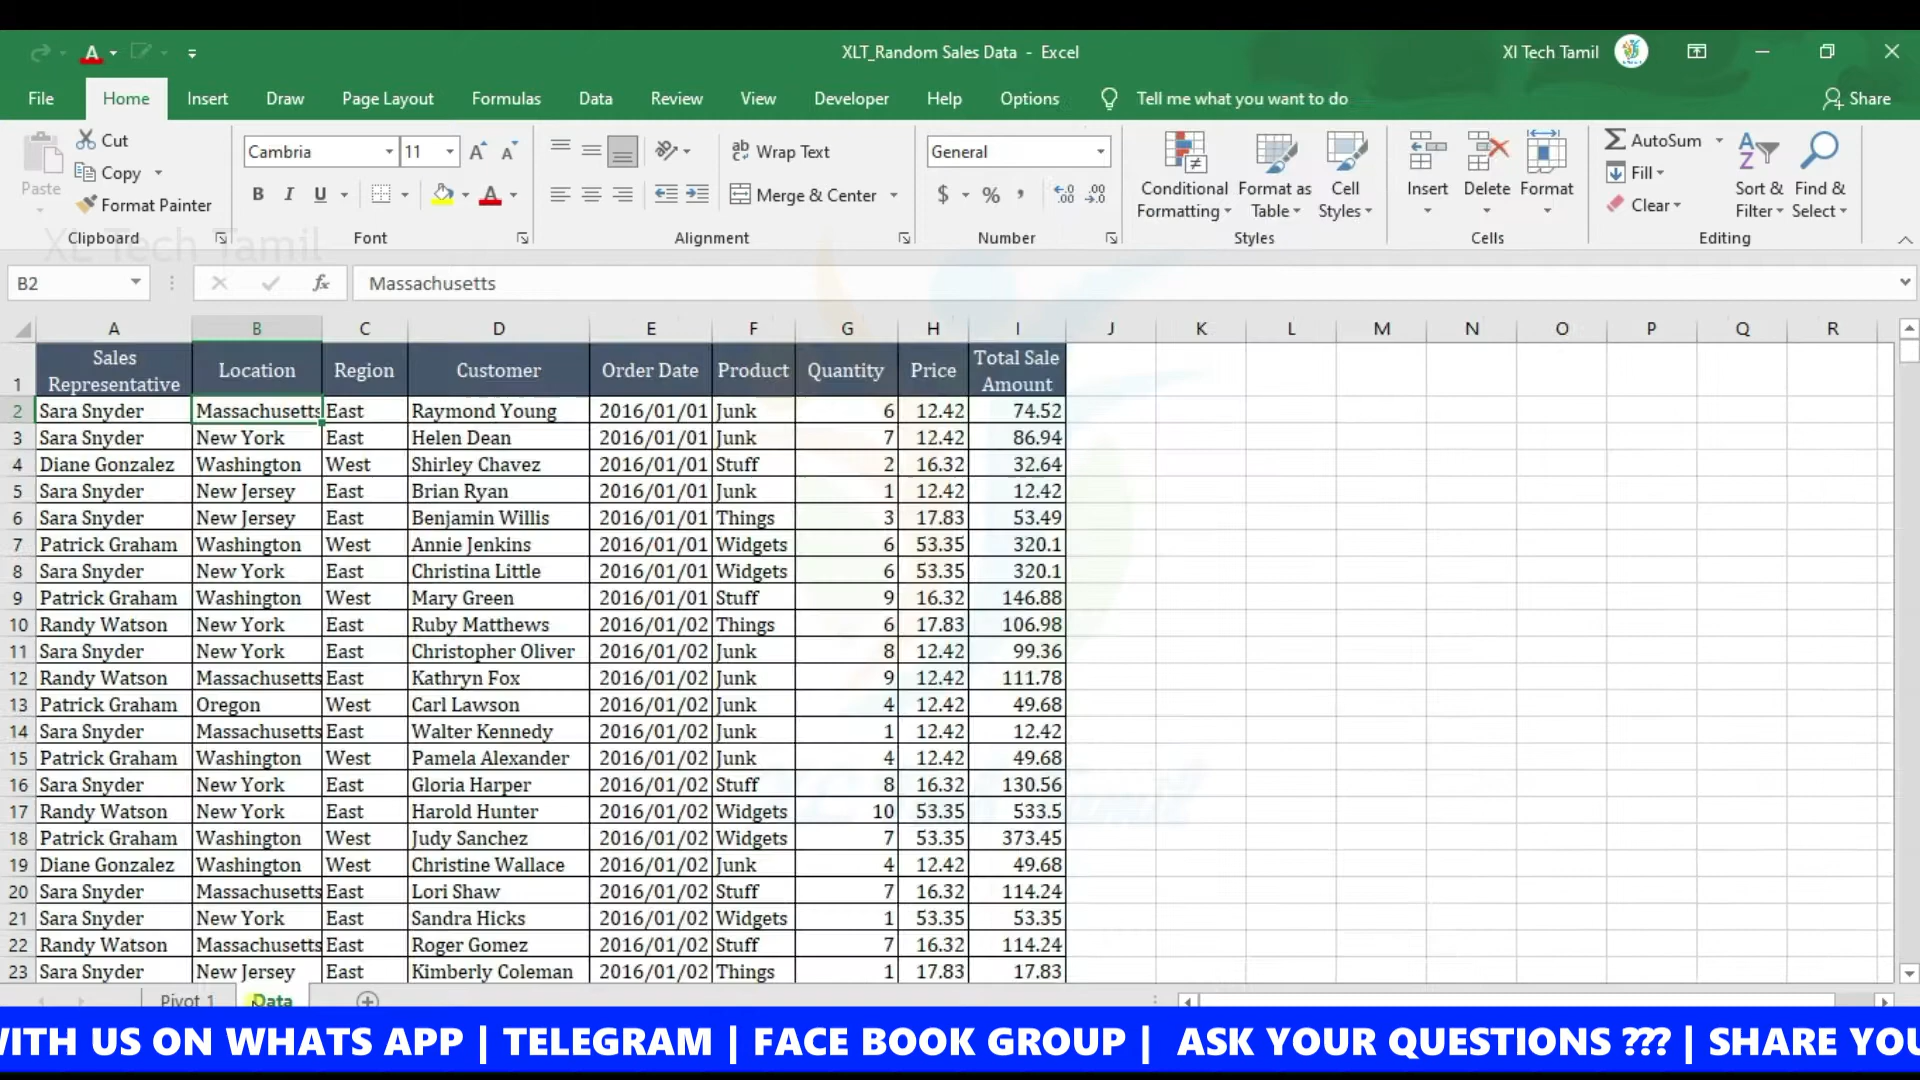 XLT_Random Sales Data - Excel
Xl Tech Tamil
File Home Insert Draw Page Layout Formulas Data Review View Developer Help Options Tell me what you want to do Share
Paste
Cut
Copy
Format Painter
Clipboard
Cambria 11
B I U
Font
Wrap Text
Merge & Center
Alignment
General
$ % ,
Number
Conditional Formatting
Format as Table
Cell Styles
Styles
Insert Delete Format
Cells
AutoSum
Fill
Clear
Sort & Filter
Find & Select
Editing
XL Tech Tamil
B2 fx Massachusetts
A B C D E F G H I J K L M N O P Q R
1 Sales Representative Location Region Customer Order Date Product Quantity Price Total Sale Amount
2 Sara Snyder Massachusetts East Raymond Young 2016/01/01 Junk 6 12.42 74.52
3 Sara Snyder New York East Helen Dean 2016/01/01 Junk 7 12.42 86.94
4 Diane Gonzalez Washington West Shirley Chavez 2016/01/01 Stuff 2 16.32 32.64
5 Sara Snyder New Jersey East Brian Ryan 2016/01/01 Junk 1 12.42 12.42
6 Sara Snyder New Jersey East Benjamin Willis 2016/01/01 Things 3 17.83 53.49
7 Patrick Graham Washington West Annie Jenkins 2016/01/01 Widgets 6 53.35 320.1
8 Sara Snyder New York East Christina Little 2016/01/01 Widgets 6 53.35 320.1
9 Patrick Graham Washington West Mary Green 2016/01/01 Stuff 9 16.32 146.88
10 Randy Watson New York East Ruby Matthews 2016/01/02 Things 6 17.83 106.98
11 Sara Snyder New York East Christopher Oliver 2016/01/02 Junk 8 12.42 99.36
12 Randy Watson Massachusetts East Kathryn Fox 2016/01/02 Junk 9 12.42 111.78
13 Patrick Graham Oregon West Carl Lawson 2016/01/02 Junk 4 12.42 49.68
14 Sara Snyder Massachusetts East Walter Kennedy 2016/01/02 Junk 1 12.42 12.42
15 Patrick Graham Washington West Pamela Alexander 2016/01/02 Junk 4 12.42 49.68
16 Sara Snyder New York East Gloria Harper 2016/01/02 Stuff 8 16.32 130.56
17 Randy Watson New York East Harold Hunter 2016/01/02 Widgets 10 53.35 533.5
18 Patrick Graham Washington West Judy Sanchez 2016/01/02 Widgets 7 53.35 373.45
19 Diane Gonzalez Washington West Christine Wallace 2016/01/02 Junk 4 12.42 49.68
20 Sara Snyder Massachusetts East Lori Shaw 2016/01/02 Stuff 7 16.32 114.24
21 Sara Snyder New York East Sandra Hicks 2016/01/02 Widgets 1 53.35 53.35
22 Randy Watson Massachusetts East Roger Gomez 2016/01/02 Stuff 7 16.32 114.24
23 Sara Snyder New Jersey East Kimberly Coleman 2016/01/02 Things 1 17.83 17.83
Pivot 1 Data
WITH US ON WHATS APP | TELEGRAM | FACE BOOK GROUP | ASK YOUR QUESTIONS ??? | SHARE YOU